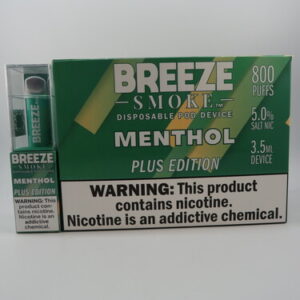 BREEZE
BREEZE
MENTHOL
PLUS EDITION
WARNING: This
product contains
nicotine. Nicotine
is an addictive
chemical.
BREEZE
SMOKE™
DISPOSABLE POD DEVICE
MENTHOL
PLUS EDITION
800
PUFFS
5.0%
SALT NIC
3.5ML
DEVICE
WARNING: This product
contains nicotine.
Nicotine is an addictive chemical.